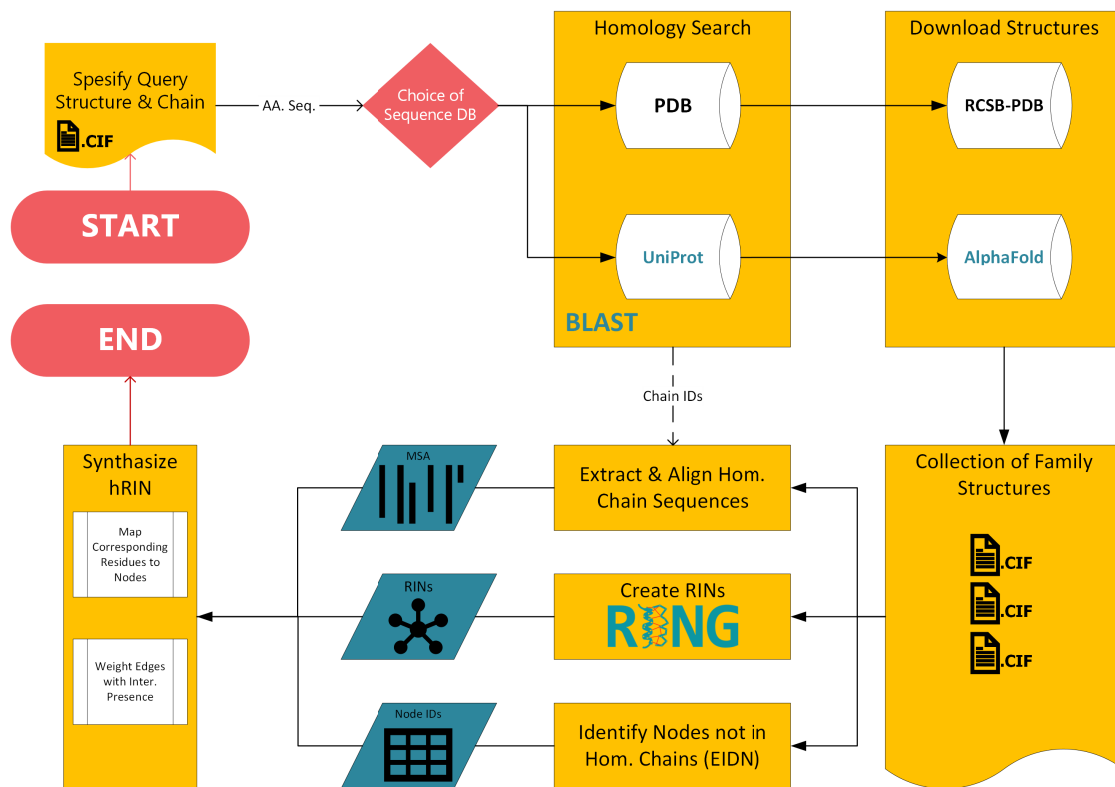 Spesify Query
Structure & Chain
.CIF
AA. Seq.
Choice of
Sequence DB
Homology Search
PDB
UniProt
BLAST
Download Structures
RCSB-PDB
AlphaFold
START
END
Chain IDs
Synthasize
hRIN
Map
Corresponding
Residues to
Nodes
Weight Edges
with Inter.
Presence
MSA
RINs
Node IDs
Extract & Align Hom.
Chain Sequences
Create RINs
RING
Identify Nodes not in
Hom. Chains (EIDN)
Collection of Family
Structures
.CIF
.CIF
.CIF